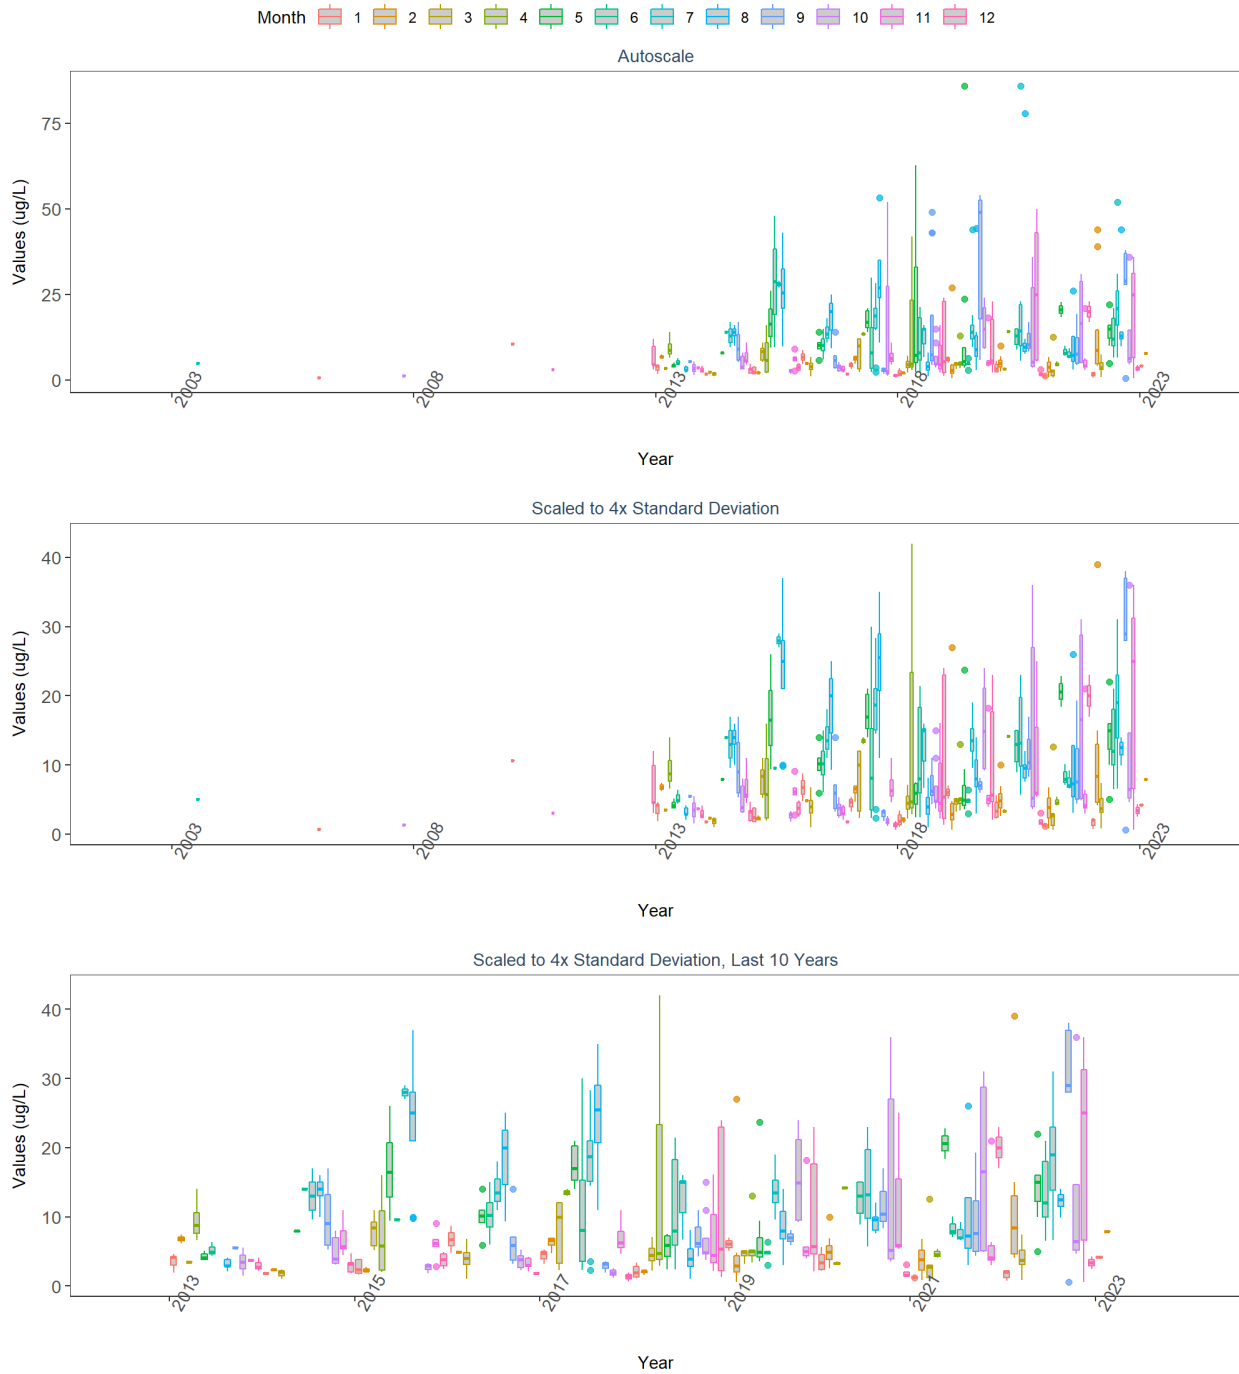 Month 1 2 3 4 5 6 7 8 9 10 11 12
Autoscale
Values (ug/L)
75
50
25
0
2003 2008 2013 2018 2023
Year
Scaled to 4x Standard Deviation
Values (ug/L)
40
30
20
10
0
2003 2008 2013 2018 2023
Year
Scaled to 4x Standard Deviation, Last 10 Years
Values (ug/L)
40
30
20
10
0
2013 2015 2017 2019 2021 2023
Year